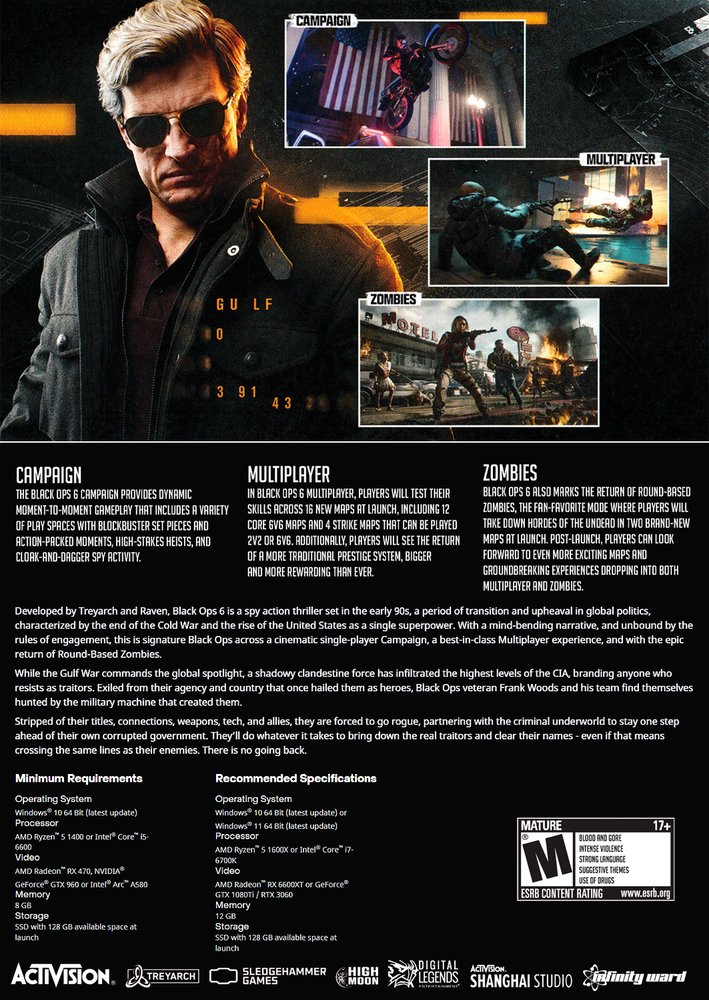 CAMPAIGN
MULTIPLAYER
ZOMBIES
MOTEL
GULF
0
3 91
43
CAMPAIGN
THE BLACK OPS 6 CAMPAIGN PROVIDES DYNAMIC
MOMENT-TO-MOMENT GAMEPLAY THAT INCLUDES A VARIETY
OF PLAY SPACES WITH BLOCKBUSTER SET PIECES AND
ACTION-PACKED MOMENTS, HIGH-STAKES HEISTS, AND
CLOAK-AND-DAGGER SPY ACTIVITY.
MULTIPLAYER
IN BLACK OPS 6 MULTIPLAYER, PLAYERS WILL TEST THEIR
SKILLS ACROSS 16 NEW MAPS AT LAUNCH, INCLUDING 12
CORE 6V6 MAPS AND 4 STRIKE MAPS THAT CAN BE PLAYED
2V2 OR 6V6. ADDITIONALLY, PLAYERS WILL SEE THE RETURN
OF A MORE TRADITIONAL PRESTIGE SYSTEM, BIGGER
AND MORE REWARDING THAN EVER.
ZOMBIES
BLACK OPS 6 ALSO MARKS THE RETURN OF ROUND-BASED
ZOMBIES, THE FAN-FAVORITE MODE WHERE PLAYERS WILL
TAKE DOWN HORDES OF THE UNDEAD IN TWO BRAND-NEW
MAPS AT LAUNCH. POST-LAUNCH, PLAYERS CAN LOOK
FORWARD TO EVEN MORE EXCITING MAPS AND
GROUNDBREAKING EXPERIENCES DROPPING INTO BOTH
MULTIPLAYER AND ZOMBIES.
Developed by Treyarch and Raven, Black Ops 6 is a spy action thriller set in the early 90s, a period of transition and upheaval in global politics,
characterized by the end of the Cold War and the rise of the United States as a single superpower. With a mind-bending narrative, and unbound by the
rules of engagement, this is signature Black Ops across a cinematic single-player Campaign, a best-in-class Multiplayer experience, and with the epic
return of Round-Based Zombies.
While the Gulf War commands the global spotlight, a shadowy clandestine force has infiltrated the highest levels of the CIA, branding anyone who
resists as traitors. Exiled from their agency and country that once hailed them as heroes, Black Ops veteran Frank Woods and his team find themselves
hunted by the military machine that created them.
Stripped of their titles, connections, weapons, tech, and allies, they are forced to go rogue, partnering with the criminal underworld to stay one step
ahead of their own corrupted government. They'll do whatever it takes to bring down the real traitors and clear their names - even if that means
crossing the same lines as their enemies. There is no going back.
Minimum Requirements
Operating System
Windows® 10 64 Bit (latest update)
Processor
AMD Ryzen™ 5 1400 or Intel® Core™ i5-
6600
Video
AMD Radeon™ RX 470, NVIDIA®
GeForce® GTX 960 or Intel® Arc™ A580
Memory
8 GB
Storage
SSD with 128 GB available space at
launch
Recommended Specifications
Operating System
Windows® 10 64 Bit (latest update) or
Windows® 11 64 Bit (latest update)
Processor
AMD Ryzen™ 5 1600X or Intel® Core™ i7-
6700K
Video
AMD Radeon™ RX 6600XT or GeForce®
GTX 1080Ti / RTX 3060
Memory
12 GB
Storage
SSD with 128 GB available space at
launch
MATURE 17+
M®
BLOOD AND GORE
INTENSE VIOLENCE
STRONG LANGUAGE
SUGGESTIVE THEMES
USE OF DRUGS
ESRB CONTENT RATING www.esrb.org
ACTIVISION®
TREYARCH
SLEDGEHAMMER
GAMES
HIGH
MOON
DIGITAL
LEGENDS
ENTERTAINMENT
ACTIVISION
SHANGHAI STUDIO
infinity ward